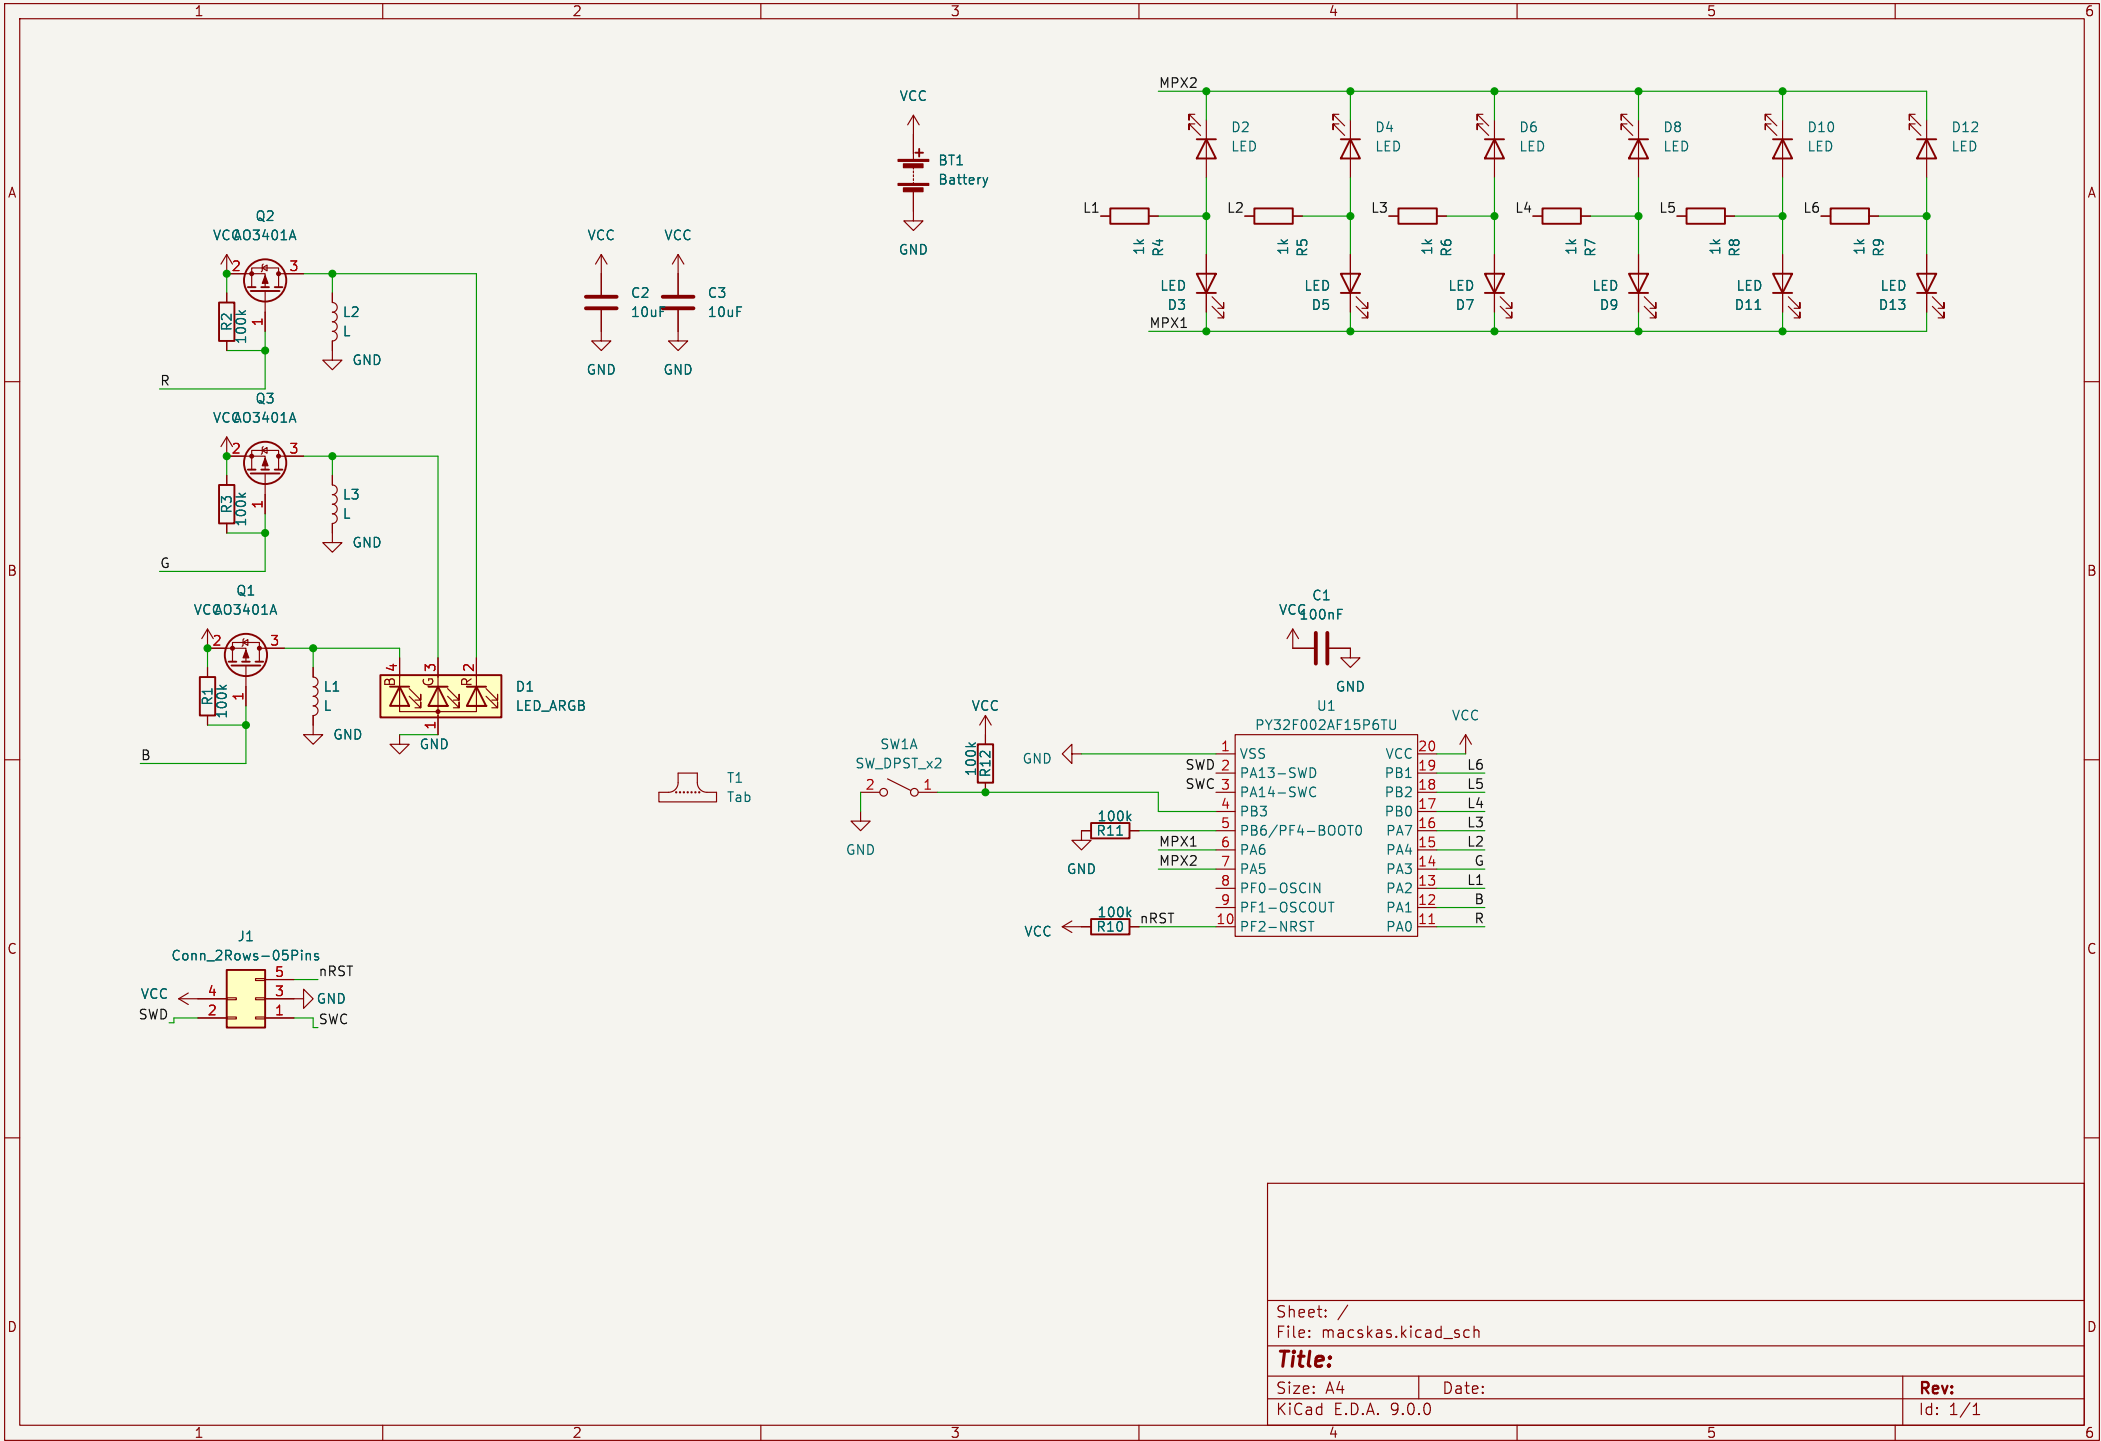 1 2 3 4 5 6
A
B
C
D
A
B
C
D
1 2 3 4 5 6
Q2
VCC
AO3401A
2
3
1
R2
100k
L2
L
GND
R
Q3
VCC
AO3401A
2
3
1
R3
100k
L3
L
GND
G
Q1
VCC
AO3401A
2
3
1
R1
100k
L1
L
GND
B
4
3
2
B
G
R
1
D1
LED_ARGB
GND
VCC
C2
10uF
GND
VCC
C3
10uF
GND
VCC
+
BT1
Battery
GND
MPX2
D2
LED
D4
LED
D6
LED
D8
LED
D10
LED
D12
LED
L1
1k
R4
L2
1k
R5
L3
1k
R6
L4
1k
R7
L5
1k
R8
L6
1k
R9
LED
D3
LED
D5
LED
D7
LED
D9
LED
D11
LED
D13
MPX1
C1
VCC
100nF
GND
T1
Tab
SW1A
SW_DPST_x2
2
1
GND
VCC
100k
R12
GND
SWD
SWC
100k
R11
GND
MPX1
MPX2
100k
R10
VCC
nRST
U1
PY32F002AF15P6TU
1 VSS
2 PA13-SWD
3 PA14-SWC
4 PB3
5 PB6/PF4-BOOT0
6 PA6
7 PA5
8 PF0-OSCIN
9 PF1-OSCOUT
10 PF2-NRST
VCC
VCC 20
PB1 19 L6
PB2 18 L5
PB0 17 L4
PA7 16 L3
PA4 15 L2
PA3 14 G
PA2 13 L1
PA1 12 B
PA0 11 R
J1
Conn_2Rows-05Pins
5 nRST
VCC 4
3 GND
SWD 2
1 SWC
Sheet: /
File: macskas.kicad_sch
Title:
Size: A4
Date:
Rev:
KiCad E.D.A. 9.0.0
Id: 1/1